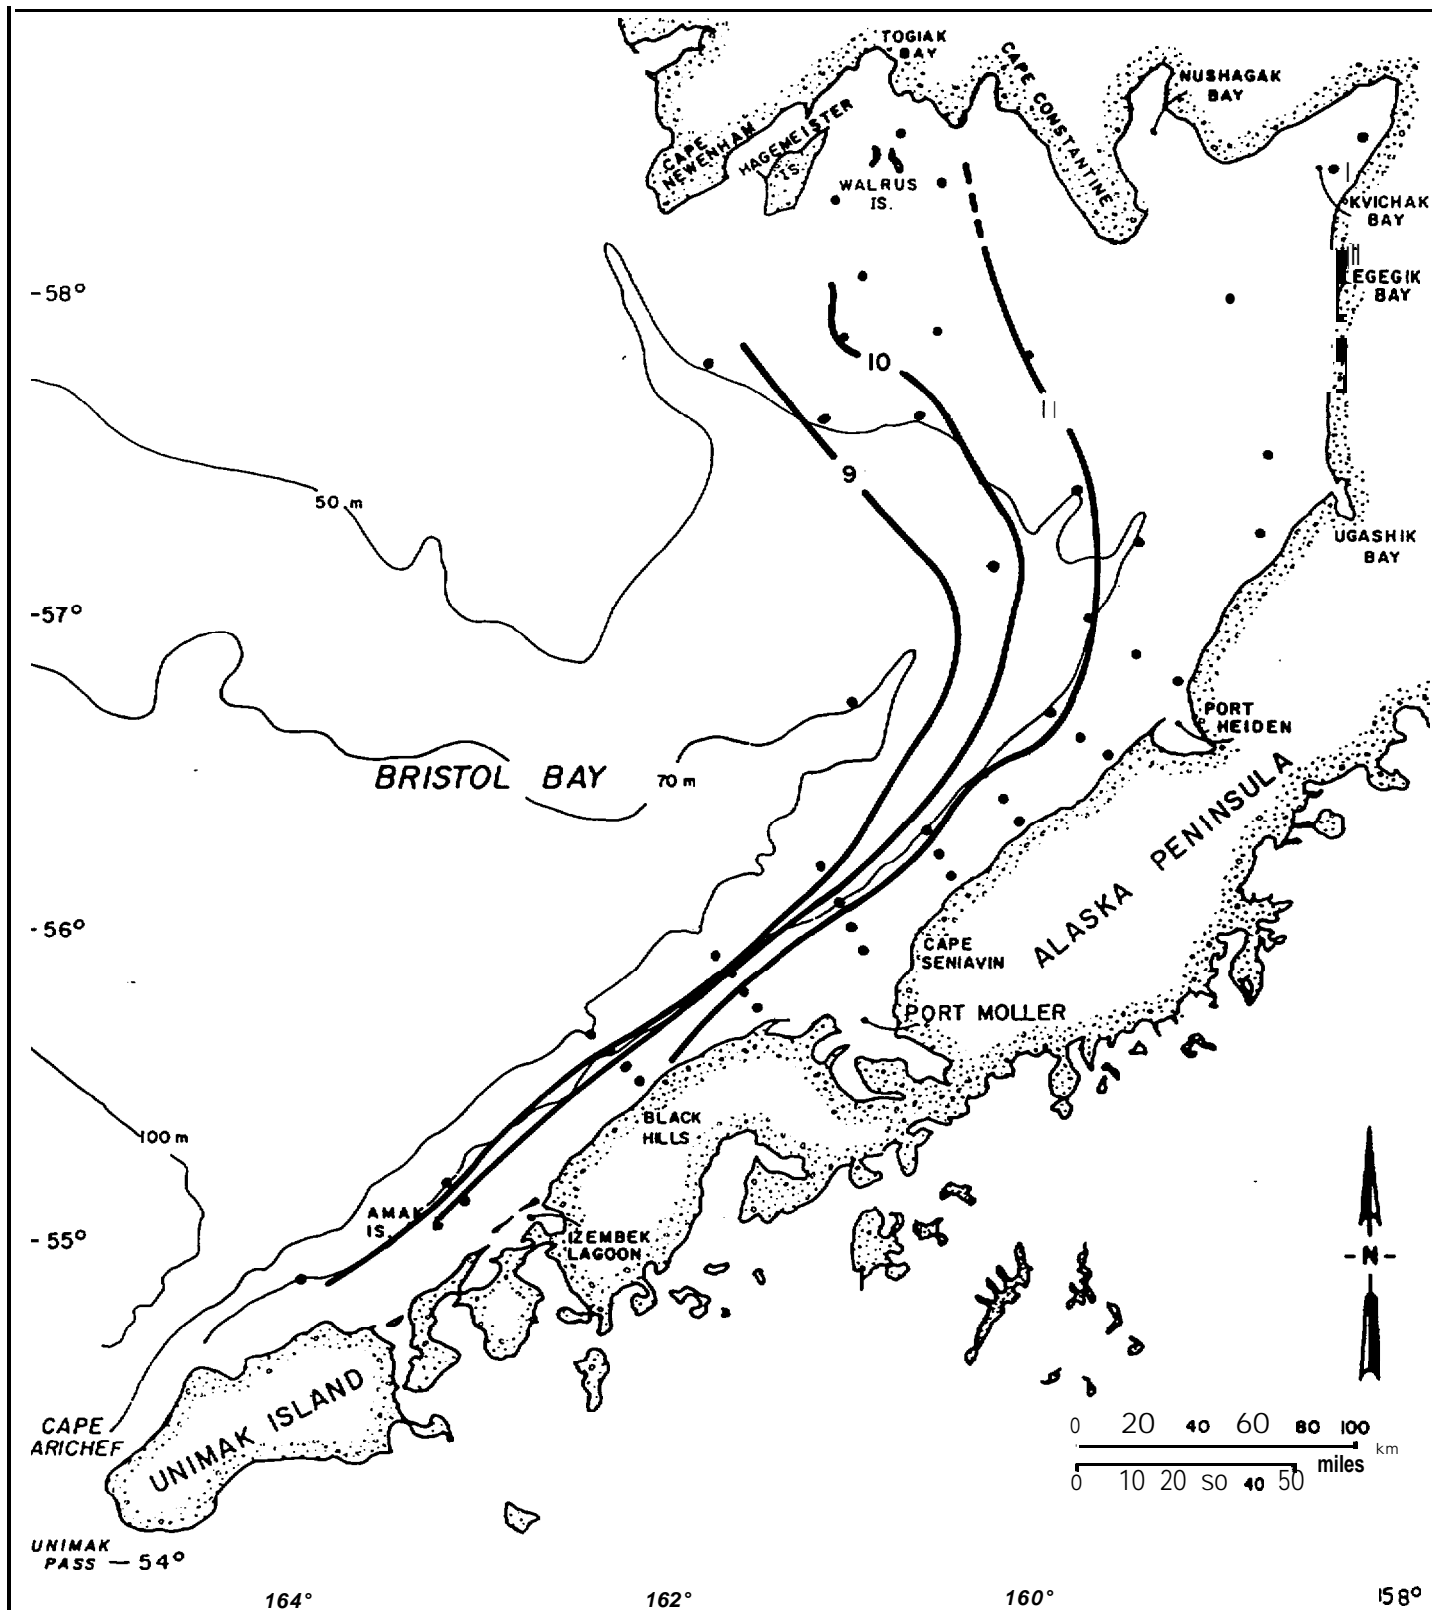 TOGIAK
BAY
CAPE CONSTANTINE
NUSHAGAK
BAY
CAPE
NEWENHAM
HAGEMEISTER
IS.
WALRUS
IS.
KVICHAK
BAY
-58°
EGEGIK
BAY
10
11
9
50 m
UGASHIK
BAY
-57°
PORT
HEIDEN
BRISTOL BAY
70 m
ALASKA PENINSULA
-56°
CAPE
SENIAVIN
PORT MOLLER
BLACK
HILLS
100 m
AMAK
IS.
-55°
IZEMBEK
LAGOON
-N-
UNIMAK ISLAND
CAPE
ARICHEF
0 20 40 60 80 100
km
miles
0 10 20 so 40 50
UNIMAK
PASS — 54°
164° 162° 160° 158°